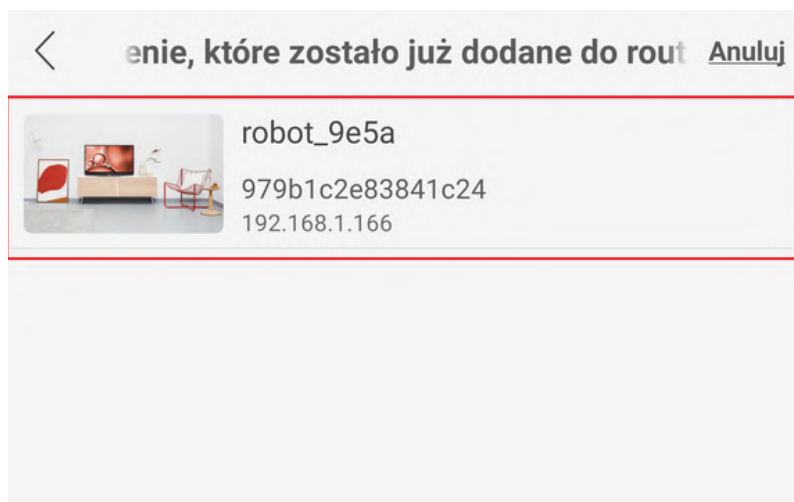 enie, które zostało już dodane do rout Anuluj
robot_9e5a
979b1c2e83841c24
192.168.1.166